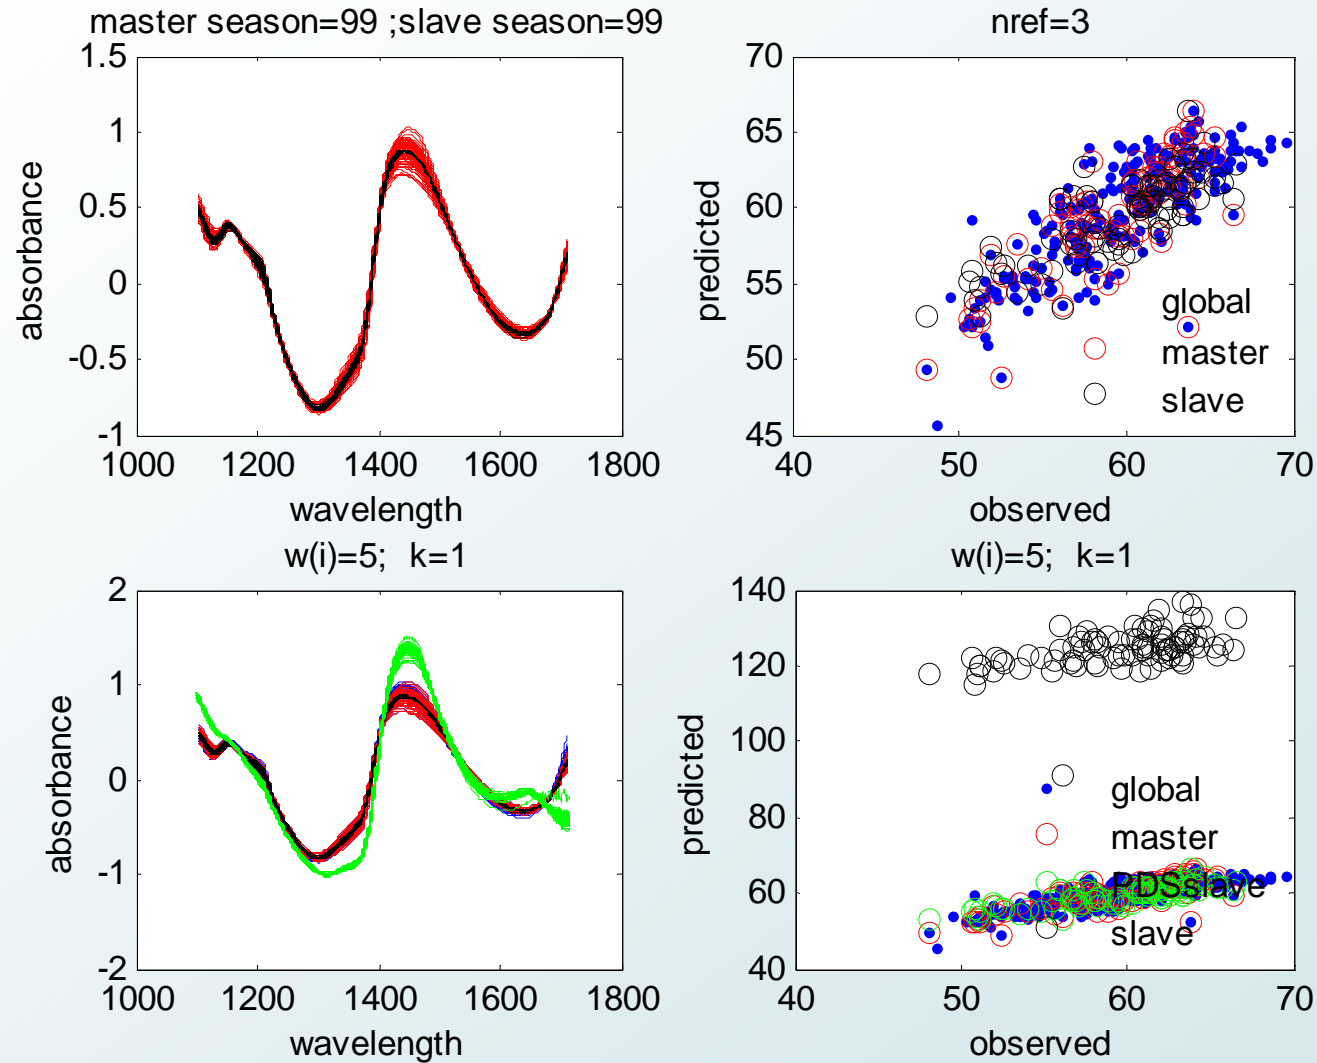 master season=99 ;slave season=99
1.5
1
0.5
0
-0.5
-1
absorbance
1000 1200 1400 1600 1800
wavelength
nref=3
70
65
60
55
50
45
predicted
global
master
slave
40 50 60 70
observed
w(i)=5; k=1
2
1
0
-1
-2
absorbance
1000 1200 1400 1600 1800
wavelength
w(i)=5; k=1
140
120
100
80
60
40
predicted
global
master
PDSslave
slave
40 50 60 70
observed